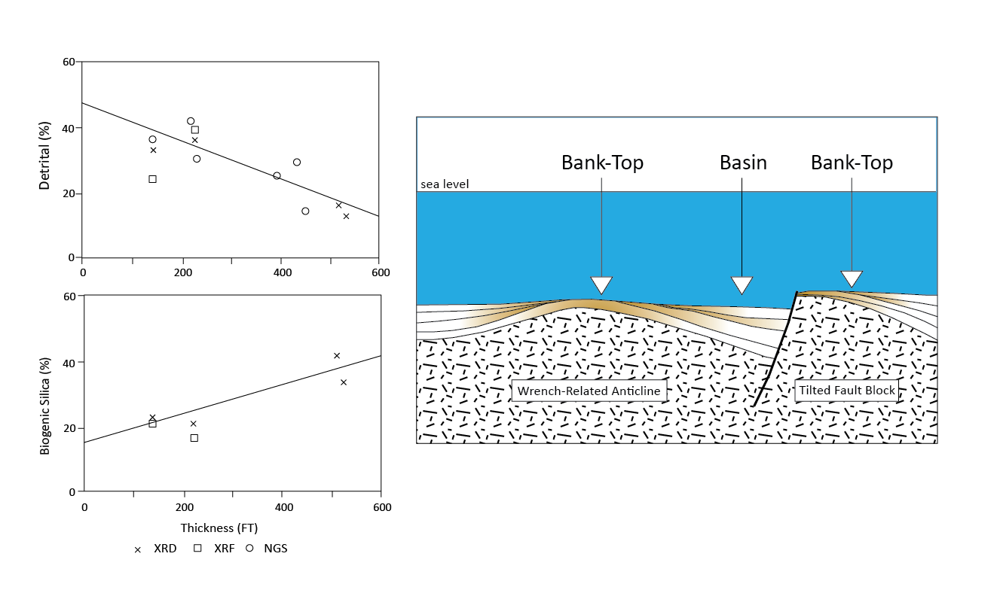 60
40
20
0
Detrital (%)
0 200 400 600
60
40
20
0
Biogenic Silica (%)
0 200 400 600
Thickness (FT)
XRD XRF NGS
Bank-Top Basin Bank-Top
sea level
Wrench-Related Anticline
Tilted Fault Block